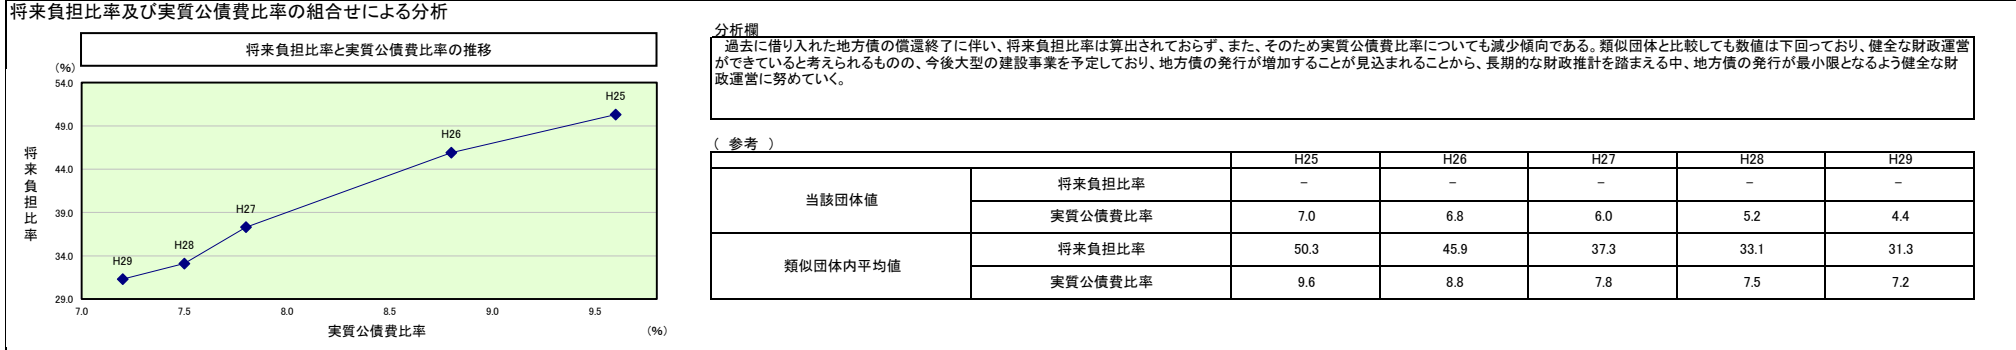 将来負担比率及び実質公債費比率の組合せによる分析
将来負担比率と実質公債費比率の推移
(%)
54.0
49.0
44.0
39.0
34.0
29.0
将来負担比率
H25
H26
H27
H28
H29
7.0 7.5 8.0 8.5 9.0 9.5
実質公債費比率
(%)
分析欄
過去に借り入れた地方債の償還終了に伴い、将来負担比率は算出されておらず、また、そのため実質公債費比率についても減少傾向である。類似団体と比較しても数値は下回っており、健全な財政運営
ができていると考えられるものの、今後大型の建設事業を予定しており、地方債の発行が増加することが見込まれることから、長期的な財政推計を踏まえる中、地方債の発行が最小限となるよう健全な財
政運営に努めていく。
( 参考 )
H25 H26 H27 H28 H29
当該団体値
将来負担比率 - - - - -
実質公債費比率 7.0 6.8 6.0 5.2 4.4
類似団体内平均値
将来負担比率 50.3 45.9 37.3 33.1 31.3
実質公債費比率 9.6 8.8 7.8 7.5 7.2